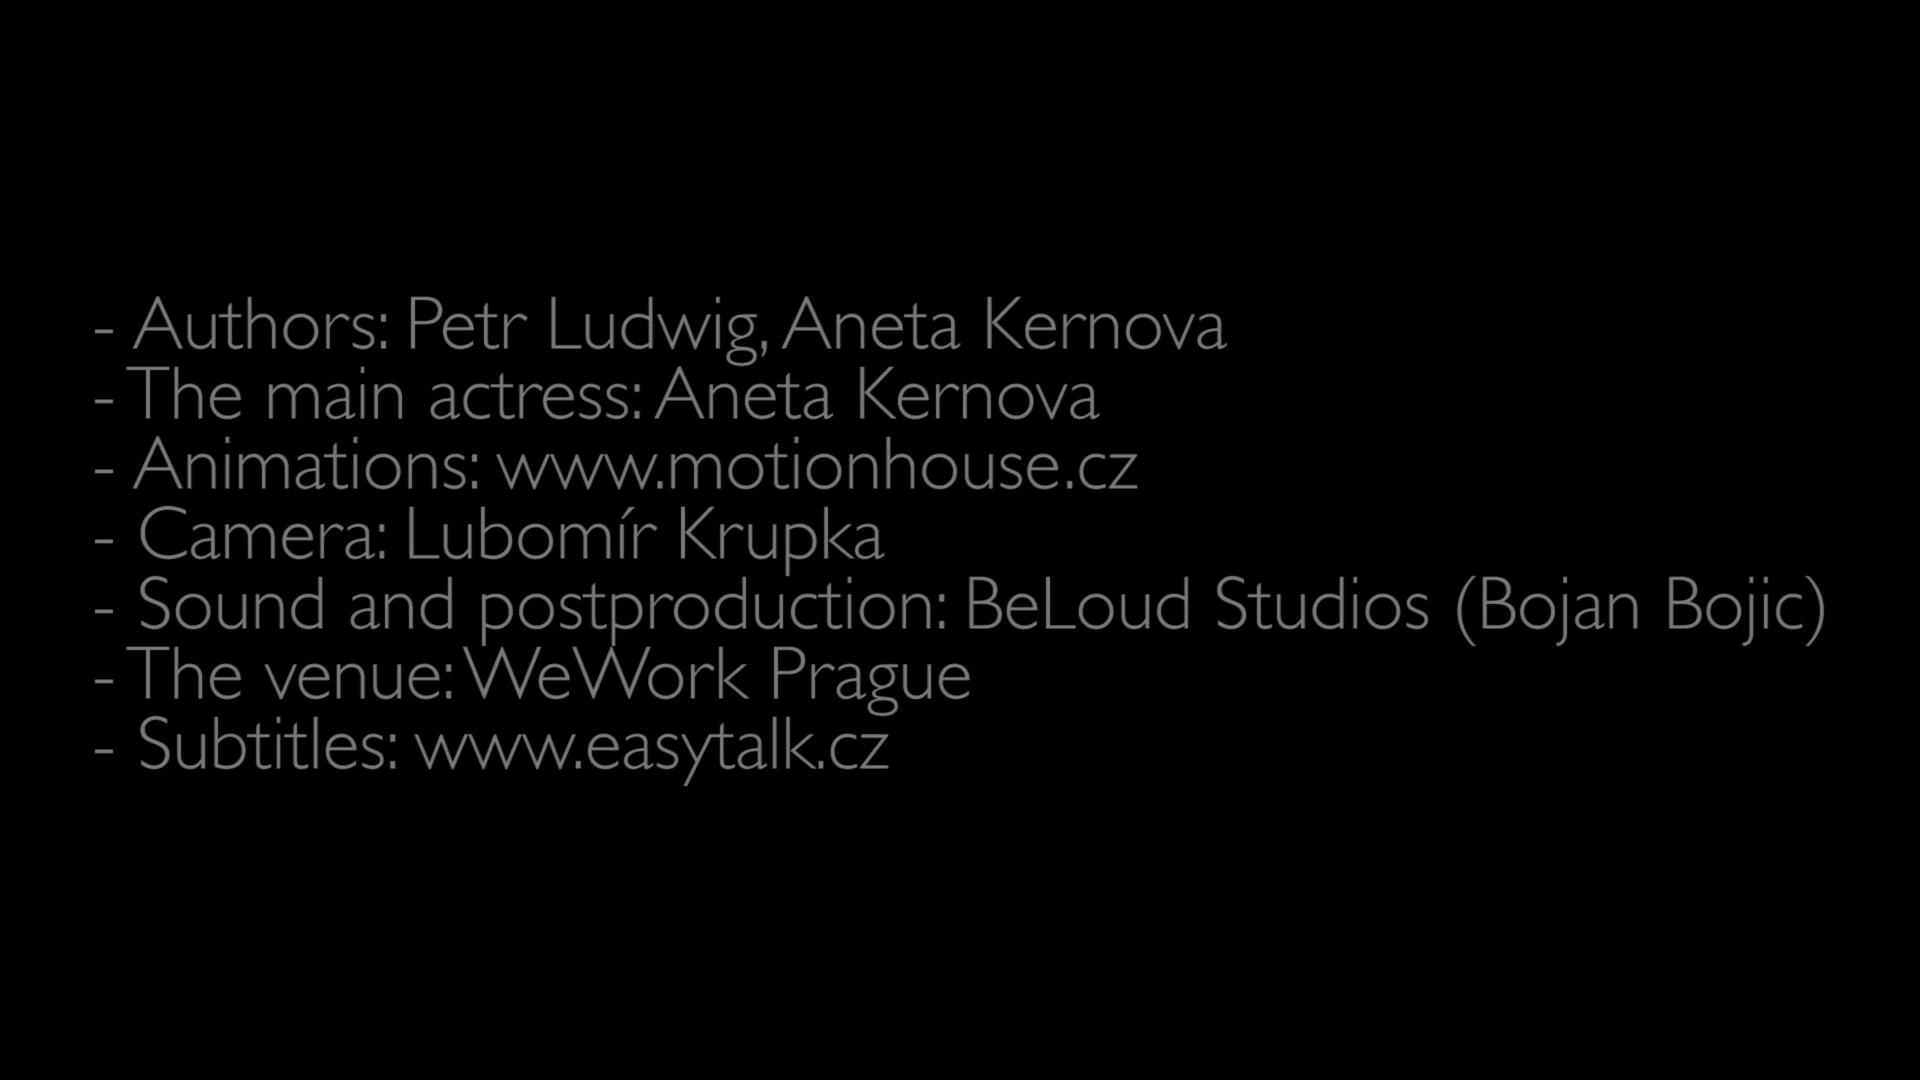 - Authors: Petr Ludwig, Aneta Kernova
- The main actress: Aneta Kernova
- Animations: www.motionhouse.cz
- Camera: Lubomír Krupka
- Sound and postproduction: BeLoud Studios (Bojan Bojic)
- The venue: WeWork Prague
- Subtitles: www.easytalk.cz